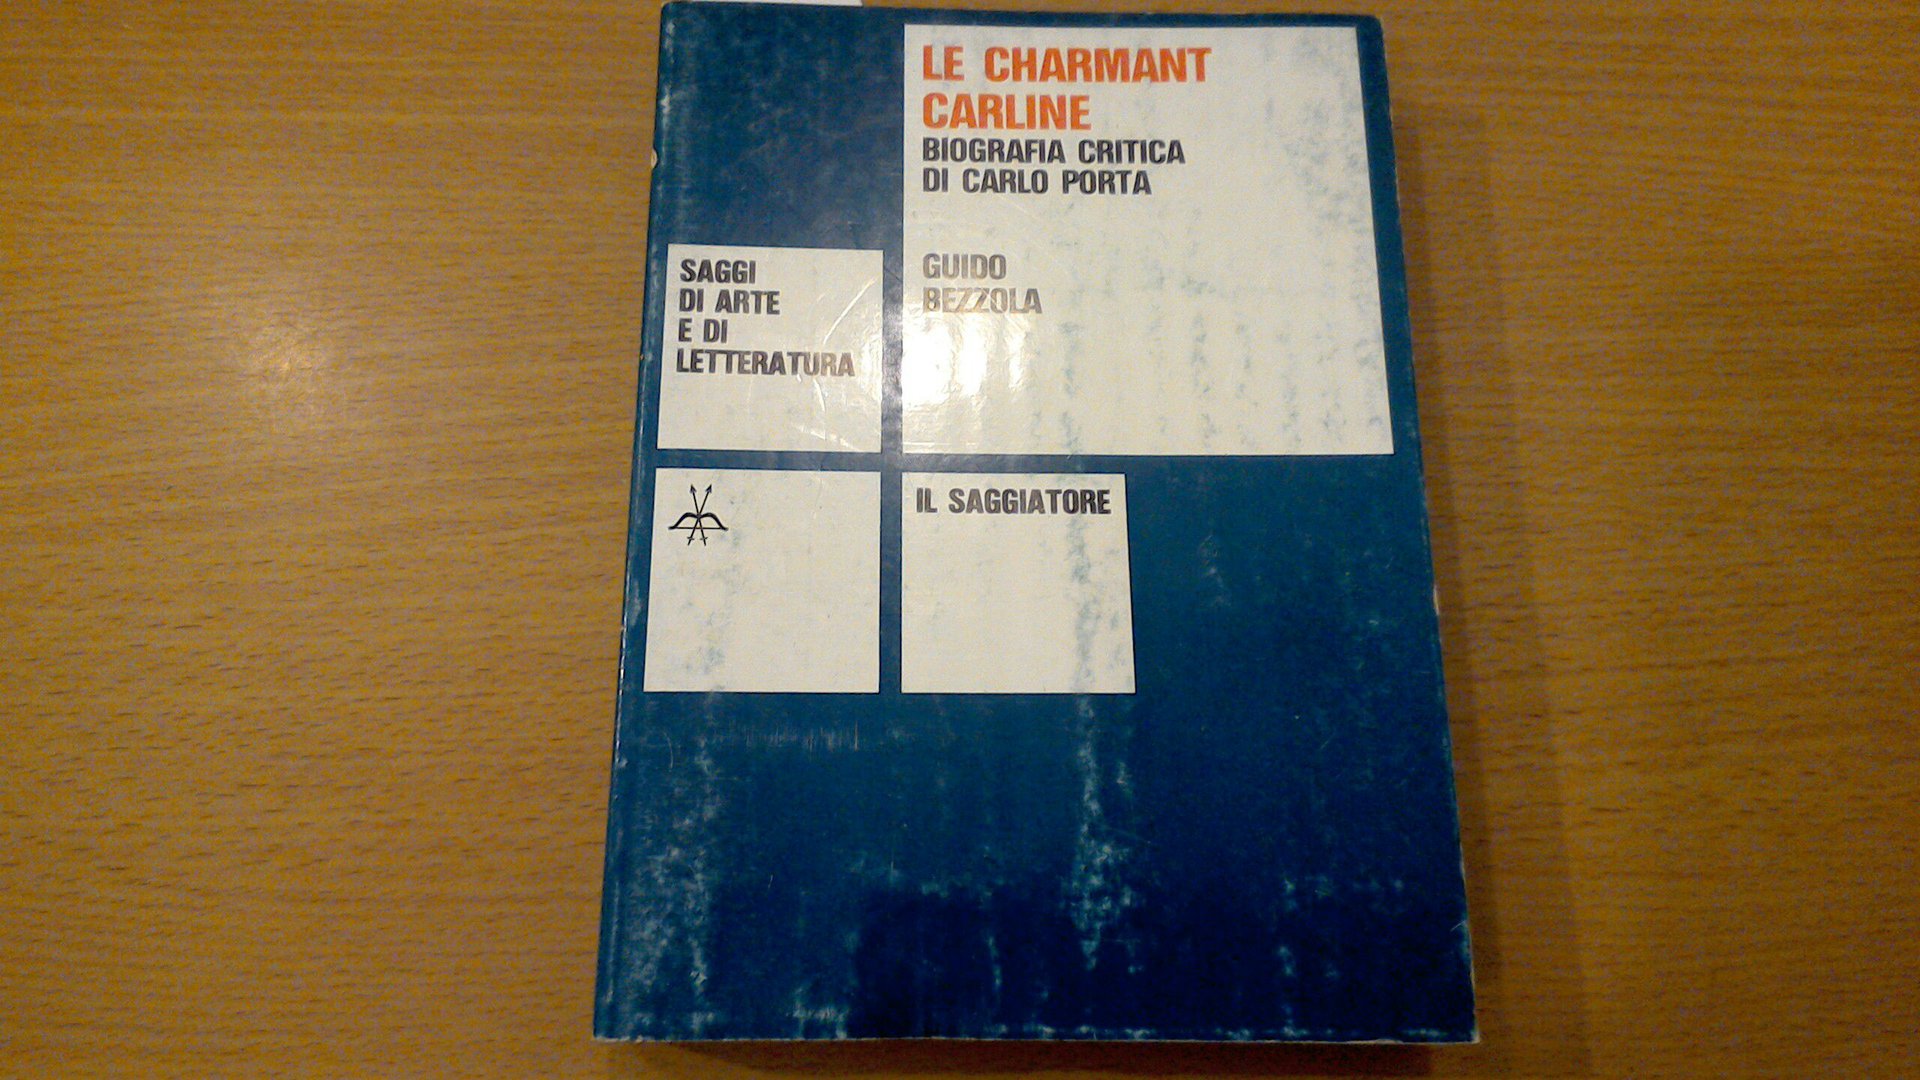 LE CHARMANT
CARLINE
BIOGRAFIA CRITICA
DI CARLO PORTA
GUIDO
BEZZOLA
SAGGI
DI ARTE
E DI
LETTERATURA
IL SAGGIATORE